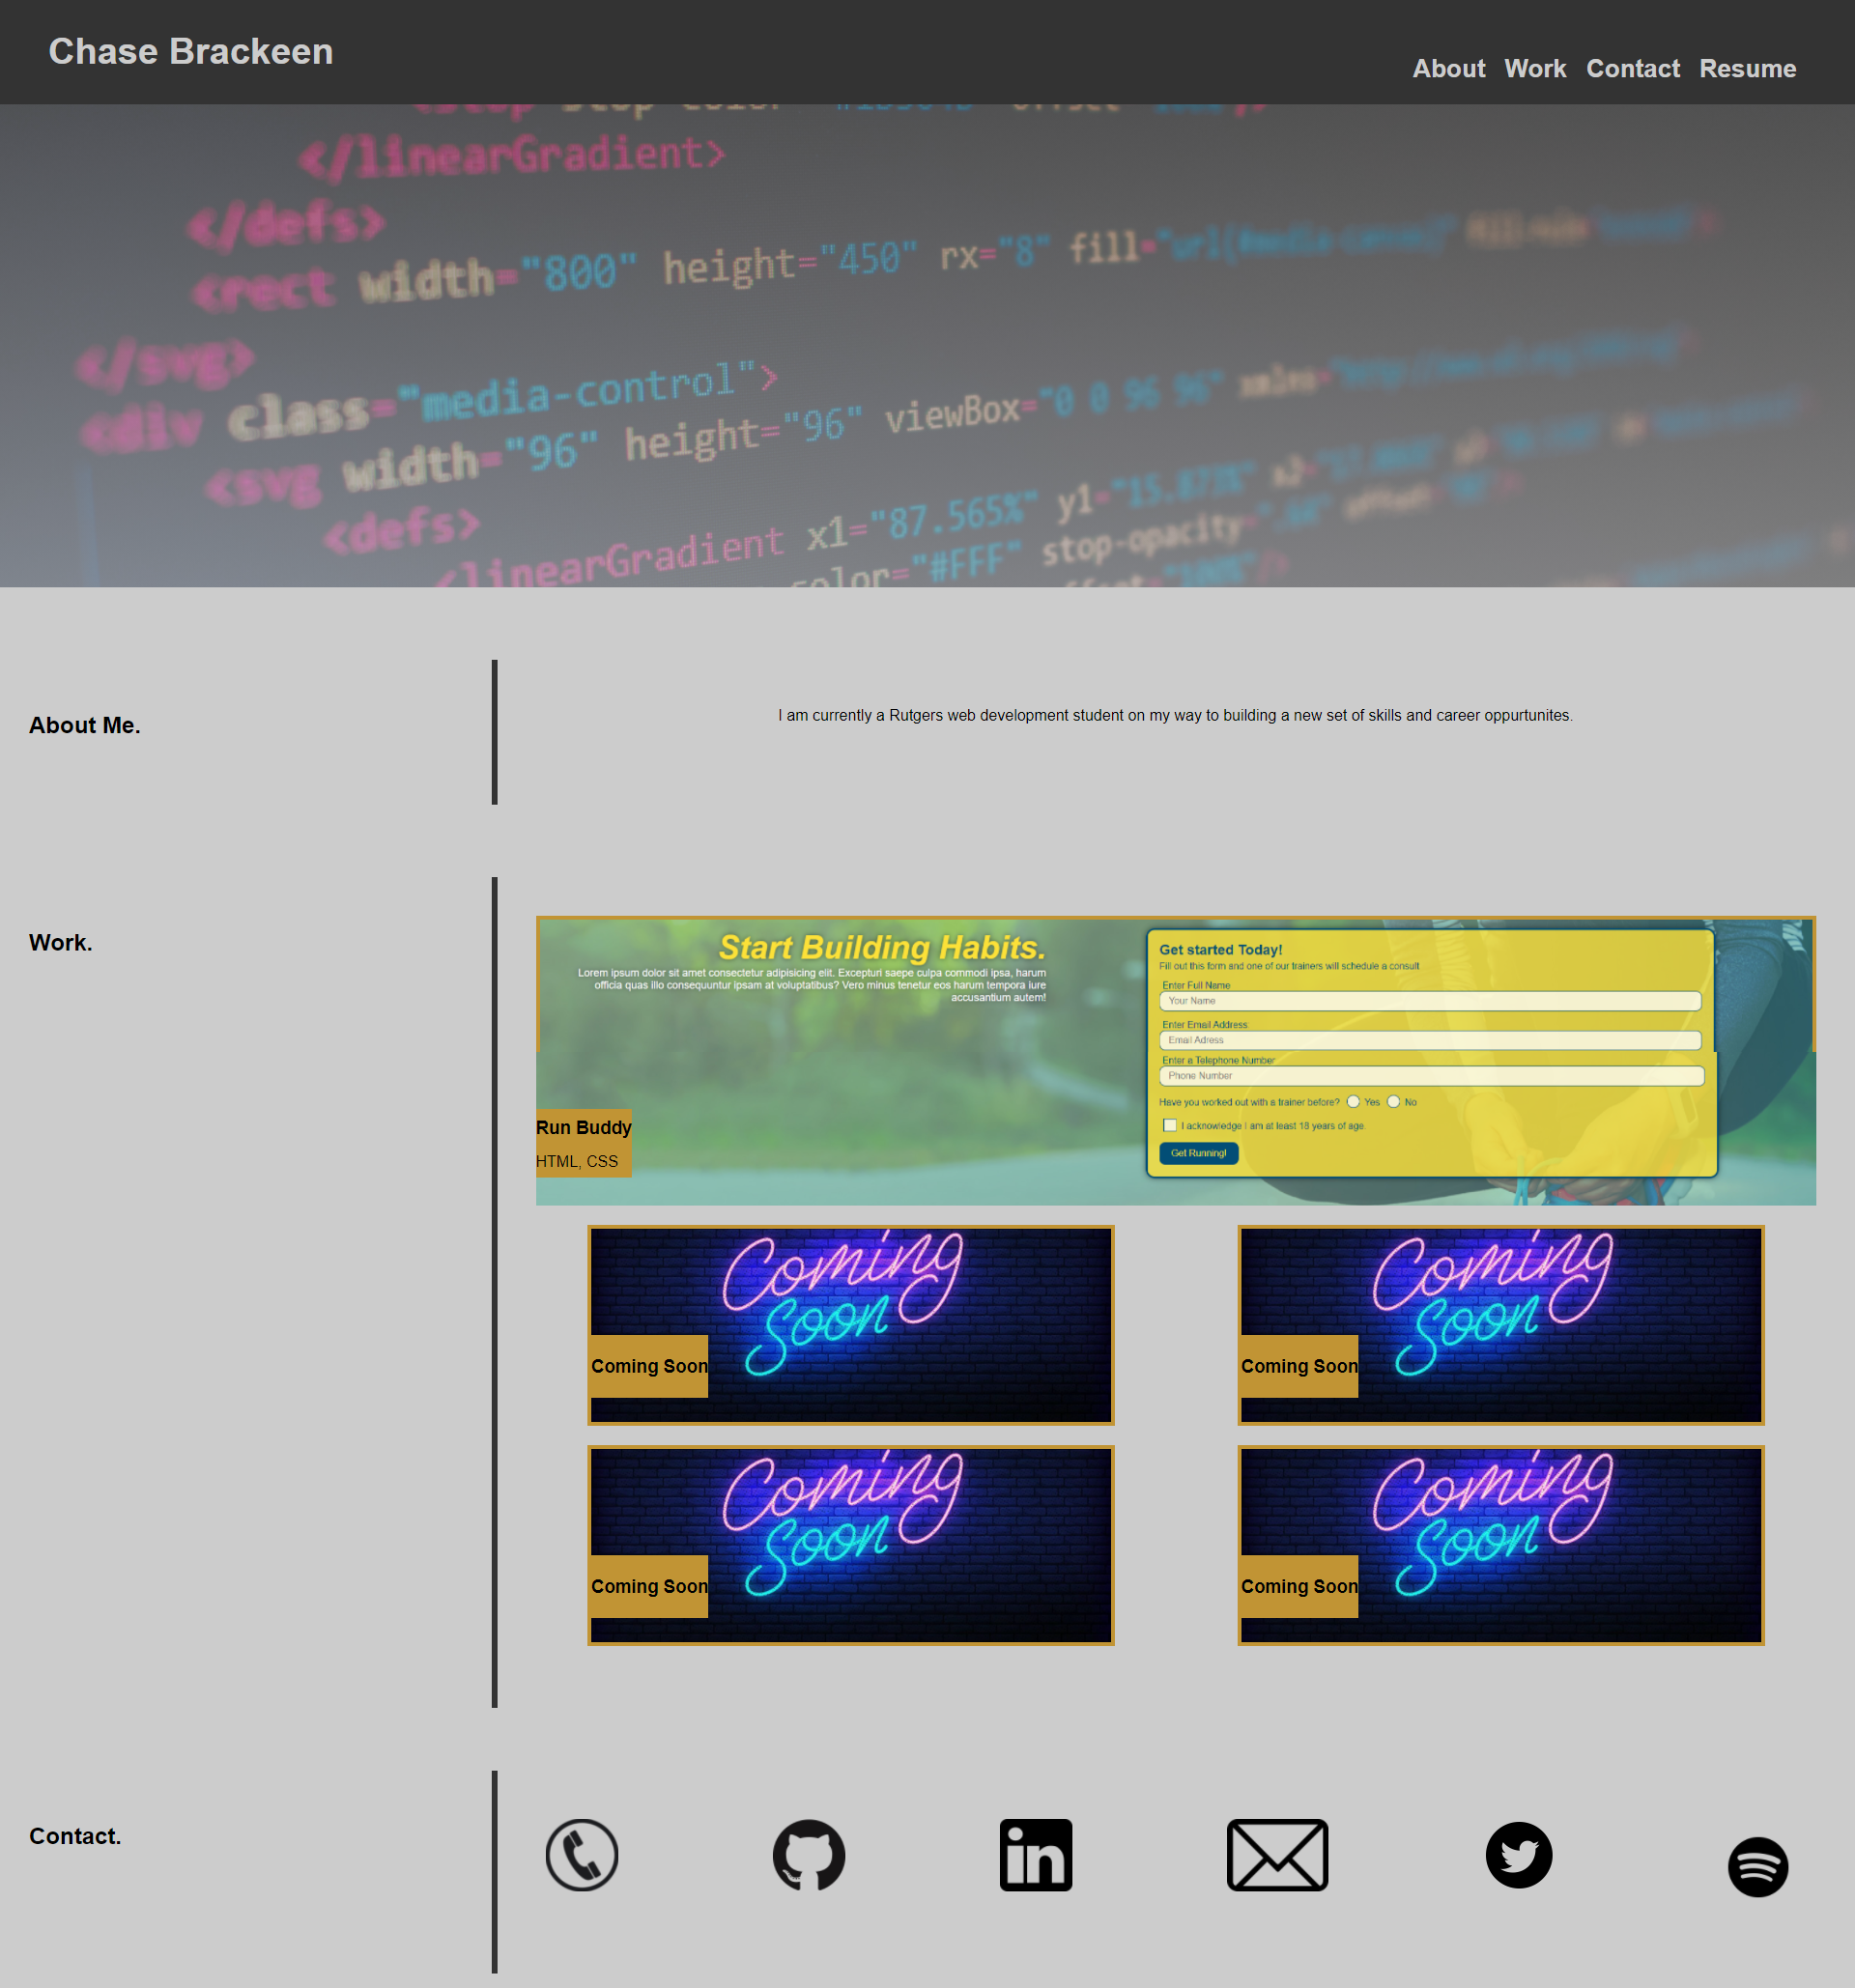 Chase Brackeen
About Work Contact Resume
</linearGradient>
</defs>
<rect width="800" height="450" rx="8" fill=
</svg>
<div class="media-control">
<svg width="96" height="96" viewBox="0 0 96 96"
<defs>
<linearGradient x1="87.565%" y1="15.873%"
color="#FFF" stop-opacity=
"100%"/>
About Me.
I am currently a Rutgers web development student on my way to building a new set of skills and career oppurtunites.
Work.
Start Building Habits.
Lorem ipsum dolor sit amet consectetur adipisicing elit. Excepturi saepe culpa commodi ipsa, harum
officia quas illo consequuntur ipsam at voluptatibus? Vero minus tenetur eos harum tempora iure
accusantium autem!
Get started Today!
Fill out this form and one of our trainers will schedule a consult
Enter Full Name
Your Name
Enter Email Address:
Email Adress
Enter a Telephone Number
Phone Number
Have you worked out with a trainer before? Yes No
I acknowledge I am at least 18 years of age.
Get Running!
Run Buddy
HTML, CSS
Coming
Soon
Coming Soon
Coming
Soon
Coming Soon
Coming
Soon
Coming Soon
Coming
Soon
Coming Soon
Contact.
in